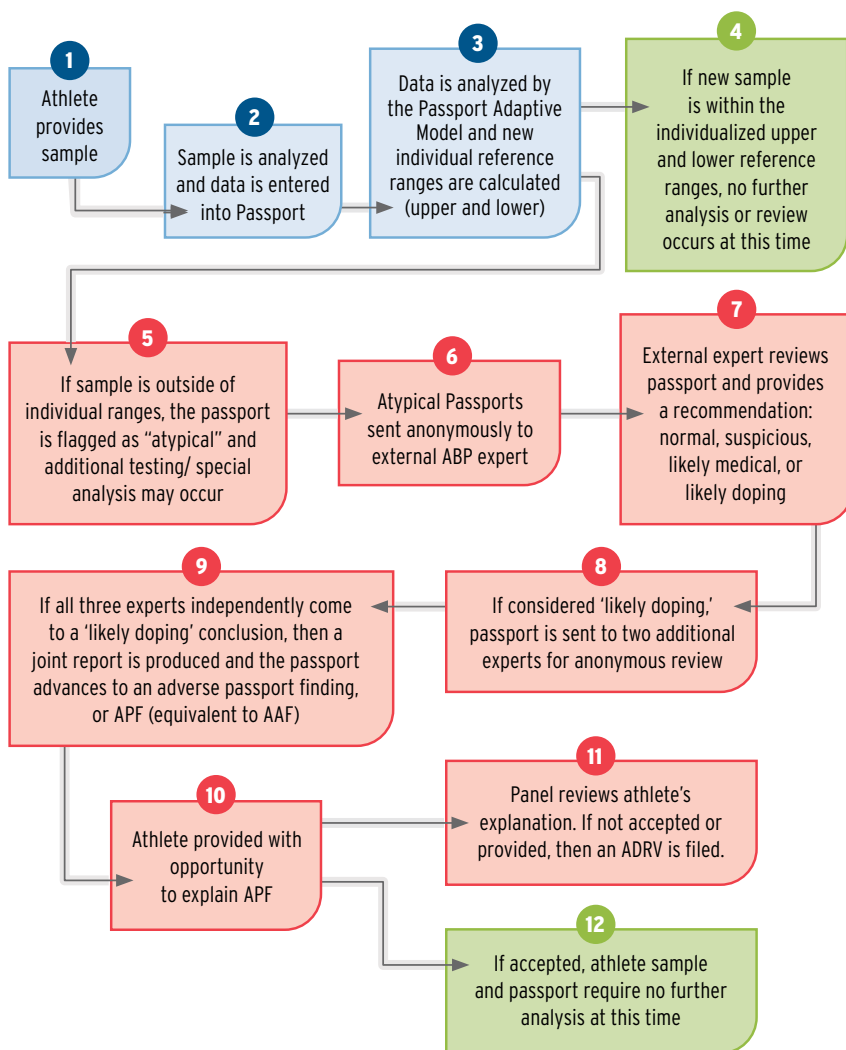 1
Athlete
provides
sample
2
Sample is analyzed
and data is entered
into Passport
3
Data is analyzed by
the Passport Adaptive
Model and new
individual reference
ranges are calculated
(upper and lower)
4
If new sample
is within the
individualized upper
and lower reference
ranges, no further
analysis or review
occurs at this time
5
If sample is outside of
individual ranges, the passport
is flagged as “atypical” and
additional testing/ special
analysis may occur
6
Atypical Passports
sent anonymously to
external ABP expert
7
External expert reviews
passport and provides
a recommendation:
normal, suspicious,
likely medical, or
likely doping
8
If considered ‘likely doping,’
passport is sent to two additional
experts for anonymous review
9
If all three experts independently come
to a ‘likely doping’ conclusion, then a
joint report is produced and the passport
advances to an adverse passport finding,
or APF (equivalent to AAF)
10
Athlete provided with
opportunity
to explain APF
11
Panel reviews athlete’s
explanation. If not accepted or
provided, then an ADRV is filed.
12
If accepted, athlete sample
and passport require no further
analysis at this time